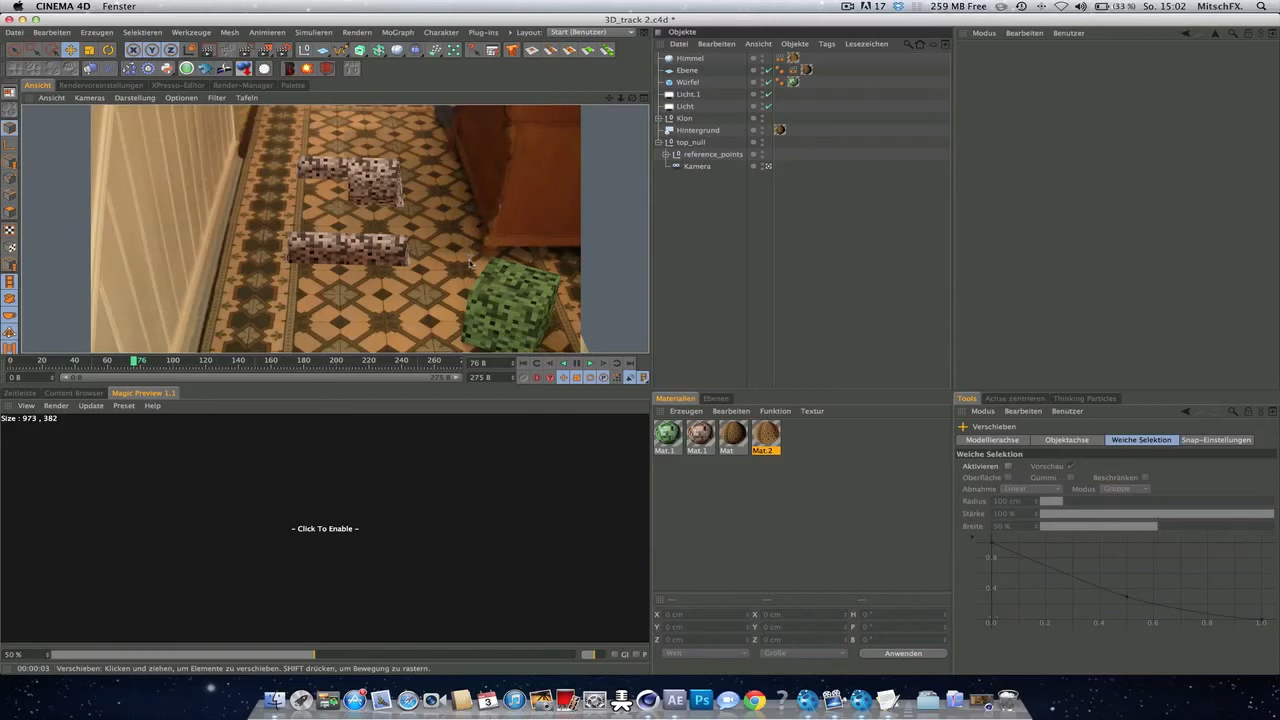 CINEMA 4D Fenster
17 259 MB Free (33 %) So. 15:02 MitschFX.
3D_track 2.c4d *
Datei Bearbeiten Erzeugen Selektieren Werkzeuge Mesh Animieren Simulieren Rendern MoGraph Charakter Plug-ins Layout: Start (Benutzer)
Ansicht Rendervoreinstellungen XPresso-Editor Render-Manager Palette
Ansicht Kameras Darstellung Optionen Filter Tafeln
0 20 40 60 76 100 120 140 160 180 200 220 240 260 76 B
0 B 0 B 275 B 275 B
Zeitleiste Content Browser Magic Preview 1.1
View Render Update Preset Help
Size : 973 , 382
– Click To Enable –
50 % GI P
00:00:03 Verschieben: Klicken und ziehen, um Elemente zu verschieben. SHIFT drücken, um Bewegung zu rastern.
Objekte
Datei Bearbeiten Ansicht Objekte Tags Lesezeichen
Himmel
Ebene
Würfel
Licht.1
Licht
Klon
Hintergrund
top_null
reference_points
Kamera
Materialien Ebenen
Erzeugen Bearbeiten Funktion Textur
Mat.1 Mat.1 Mat Mat.2
X 0 cm X 0 cm H 0 °
Y 0 cm Y 0 cm P 0 °
Z 0 cm Z 0 cm B 0 °
Welt Größe Anwenden
Modus Bearbeiten Benutzer
Tools Achse zentrieren Thinking Particles
Modus Bearbeiten Benutzer
Verschieben
Modellierachse Objektachse Weiche Selektion Snap-Einstellungen
Weiche Selektion
Aktivieren Vorschau
Oberfläche Gummi Beschränken
Abnahme Linear Modus Gruppe
Radius 100 cm
Stärke 100 %
Breite 50 %
0.8
0.4
0.0 0.2 0.4 0.6 0.8 1.0
AE Ps